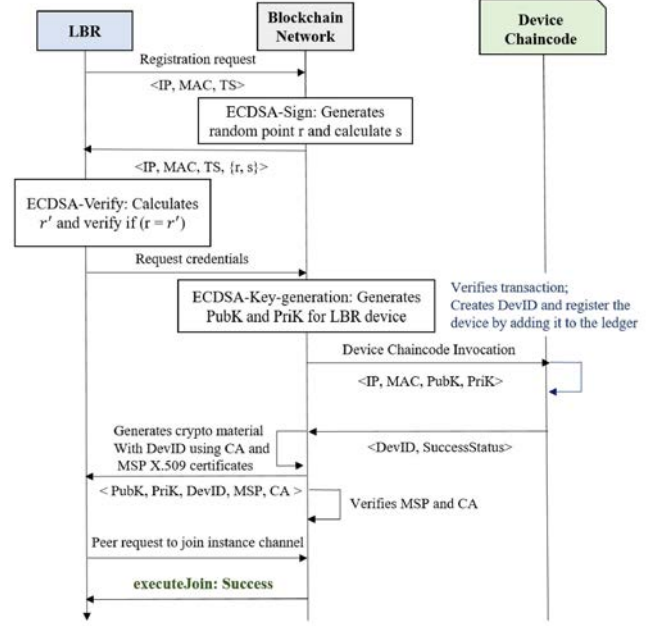 LBR
Blockchain
Network
Device
Chaincode
Registration request
<IP, MAC, TS>
ECDSA-Sign: Generates
random point r and calculate s
<IP, MAC, TS, {r, s}>
ECDSA-Verify: Calculates
r′ and verify if (r = r′)
Request credentials
ECDSA-Key-generation: Generates
PubK and PriK for LBR device
Verifies transaction;
Creates DevID and register the
device by adding it to the ledger
Device Chaincode Invocation
<IP, MAC, PubK, PriK>
Generates crypto material
With DevID using CA and
MSP X.509 certificates
<DevID, SuccessStatus>
< PubK, PriK, DevID, MSP, CA >
Verifies MSP and CA
Peer request to join instance channel
executeJoin: Success